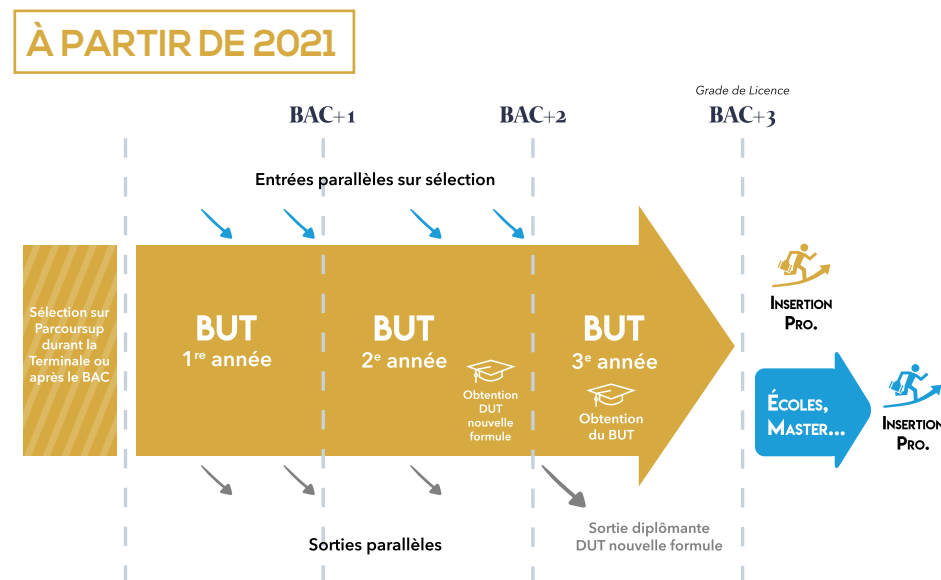 À PARTIR DE 2021
Grade de Licence
BAC+1
BAC+2
BAC+3
Entrées parallèles sur sélection
Sélection sur
Parcoursup
durant la
Terminale ou
après le BAC
BUT
1re année
BUT
2e année
Obtention
DUT
nouvelle
formule
BUT
3e année
Obtention
du BUT
Insertion
Pro.
Écoles,
Master...
Insertion
Pro.
Sorties parallèles
Sortie diplômante
DUT nouvelle formule